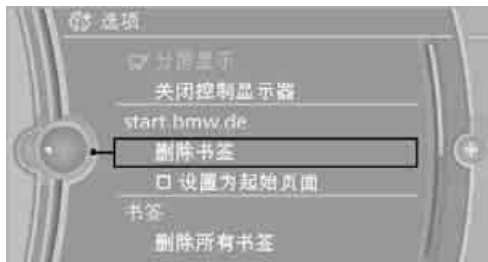 选项
分屏显示
关闭控制显示器
start.bmw.de
删除书签
设置为起始页面
书签
删除所有书签